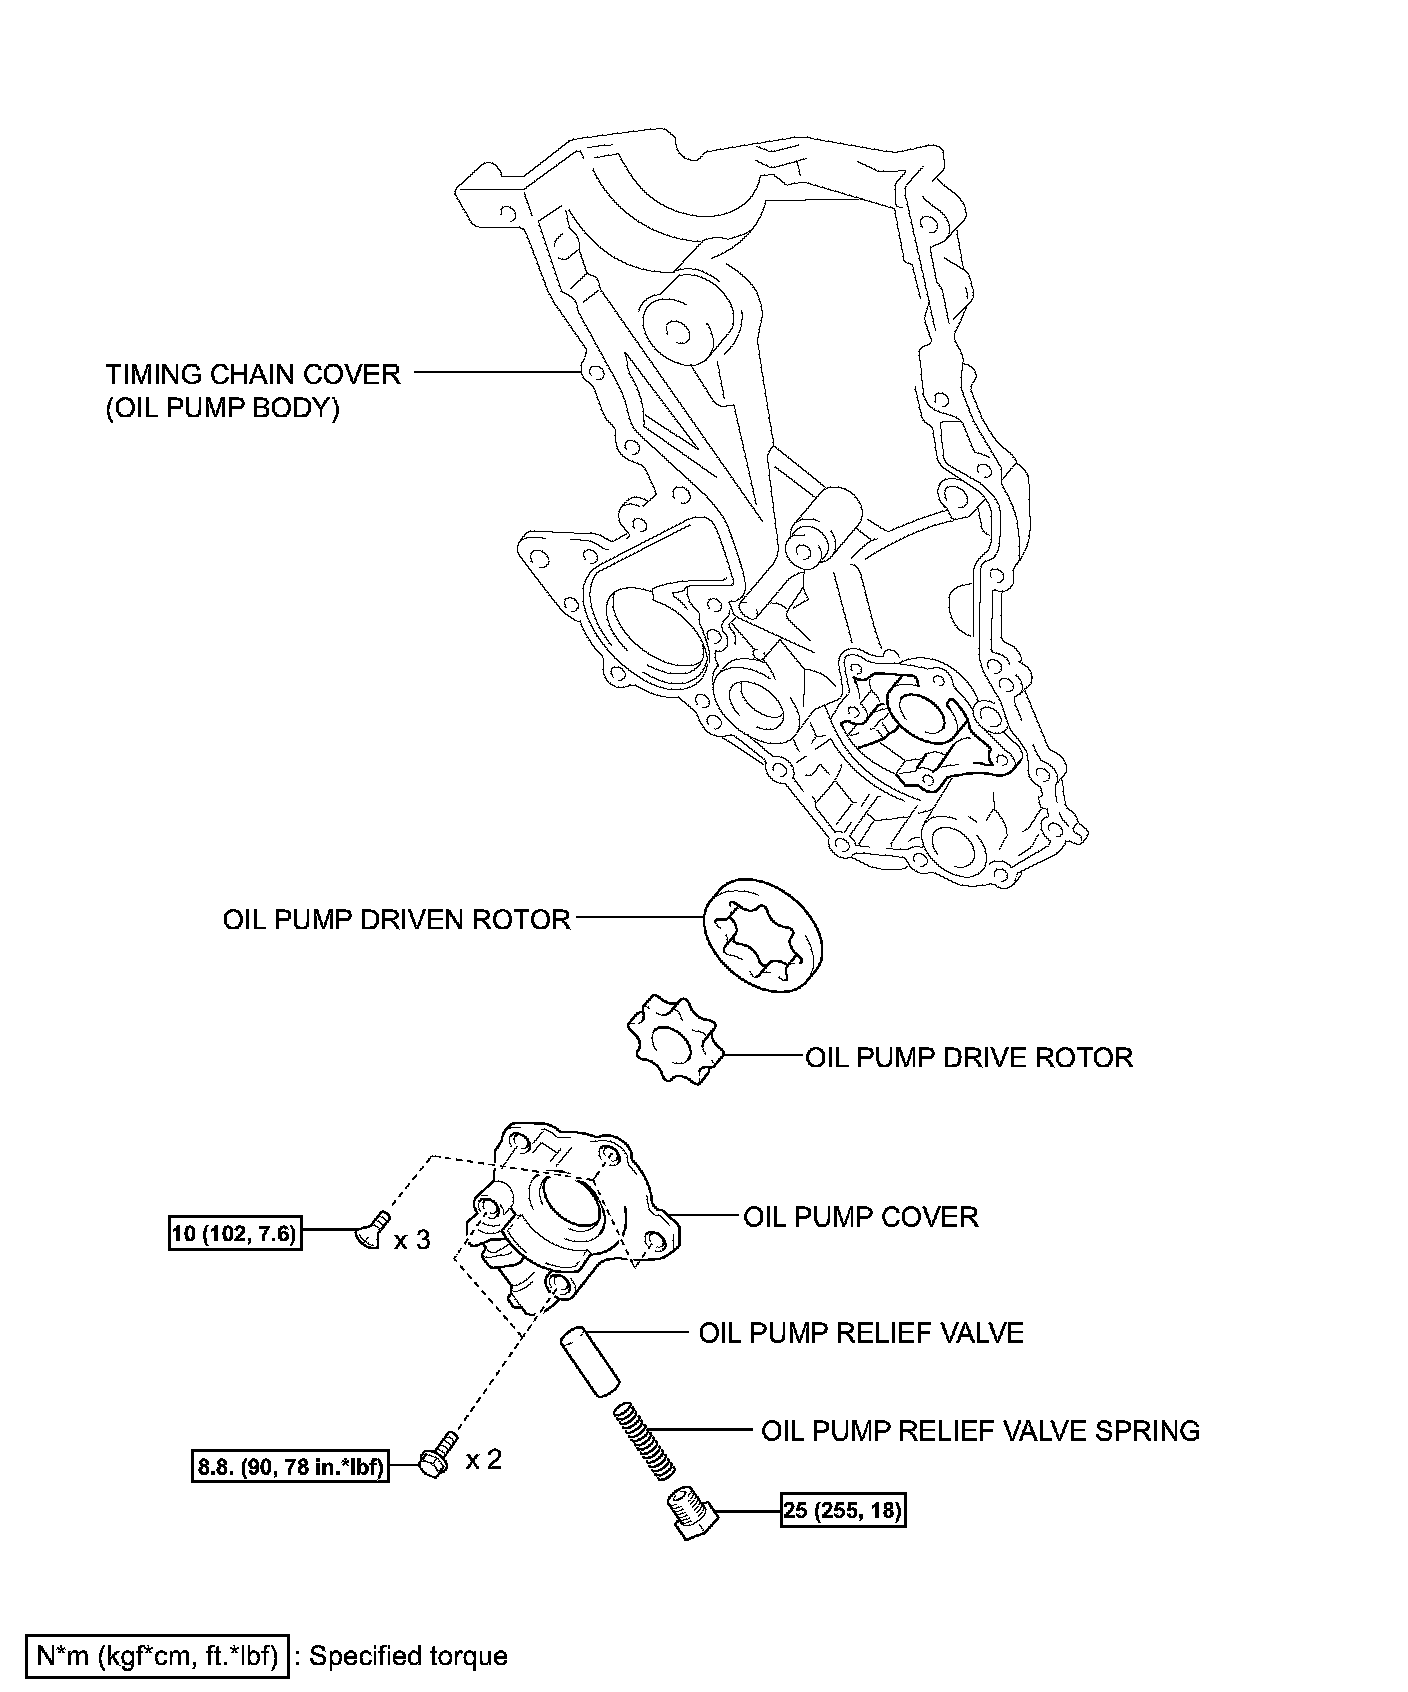 TIMING CHAIN COVER
(OIL PUMP BODY)
OIL PUMP DRIVEN ROTOR
OIL PUMP DRIVE ROTOR
OIL PUMP COVER
10 (102, 7.6)
x 3
OIL PUMP RELIEF VALVE
OIL PUMP RELIEF VALVE SPRING
8.8. (90, 78 in.*lbf)
x 2
25 (255, 18)
N*m (kgf*cm, ft.*lbf) : Specified torque